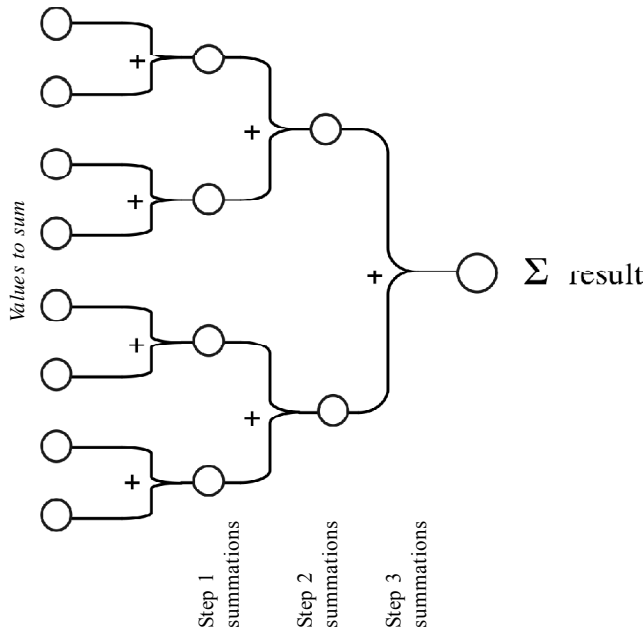 +
+
+
+
+
+
+
Σ result
Values to sum
Step 1
summations
Step 2
summations
Step 3
summations